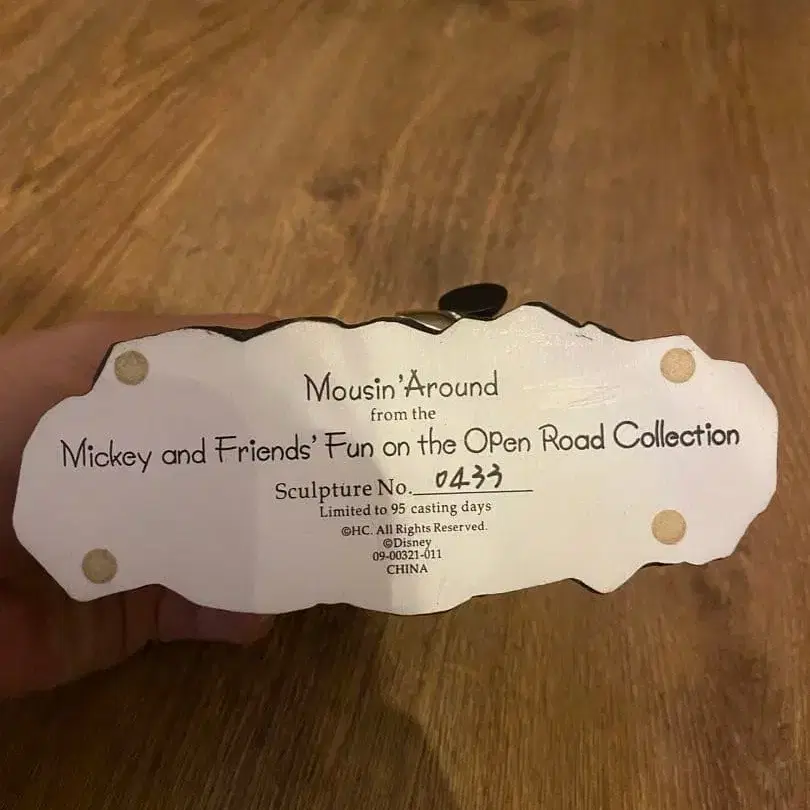 Mousin' Around
from the
Mickey and Friends' Fun on the Open Road Collection
Sculpture No. 0433
Limited to 95 casting days
©HC. All Rights Reserved.
©Disney
09-00321-011
CHINA